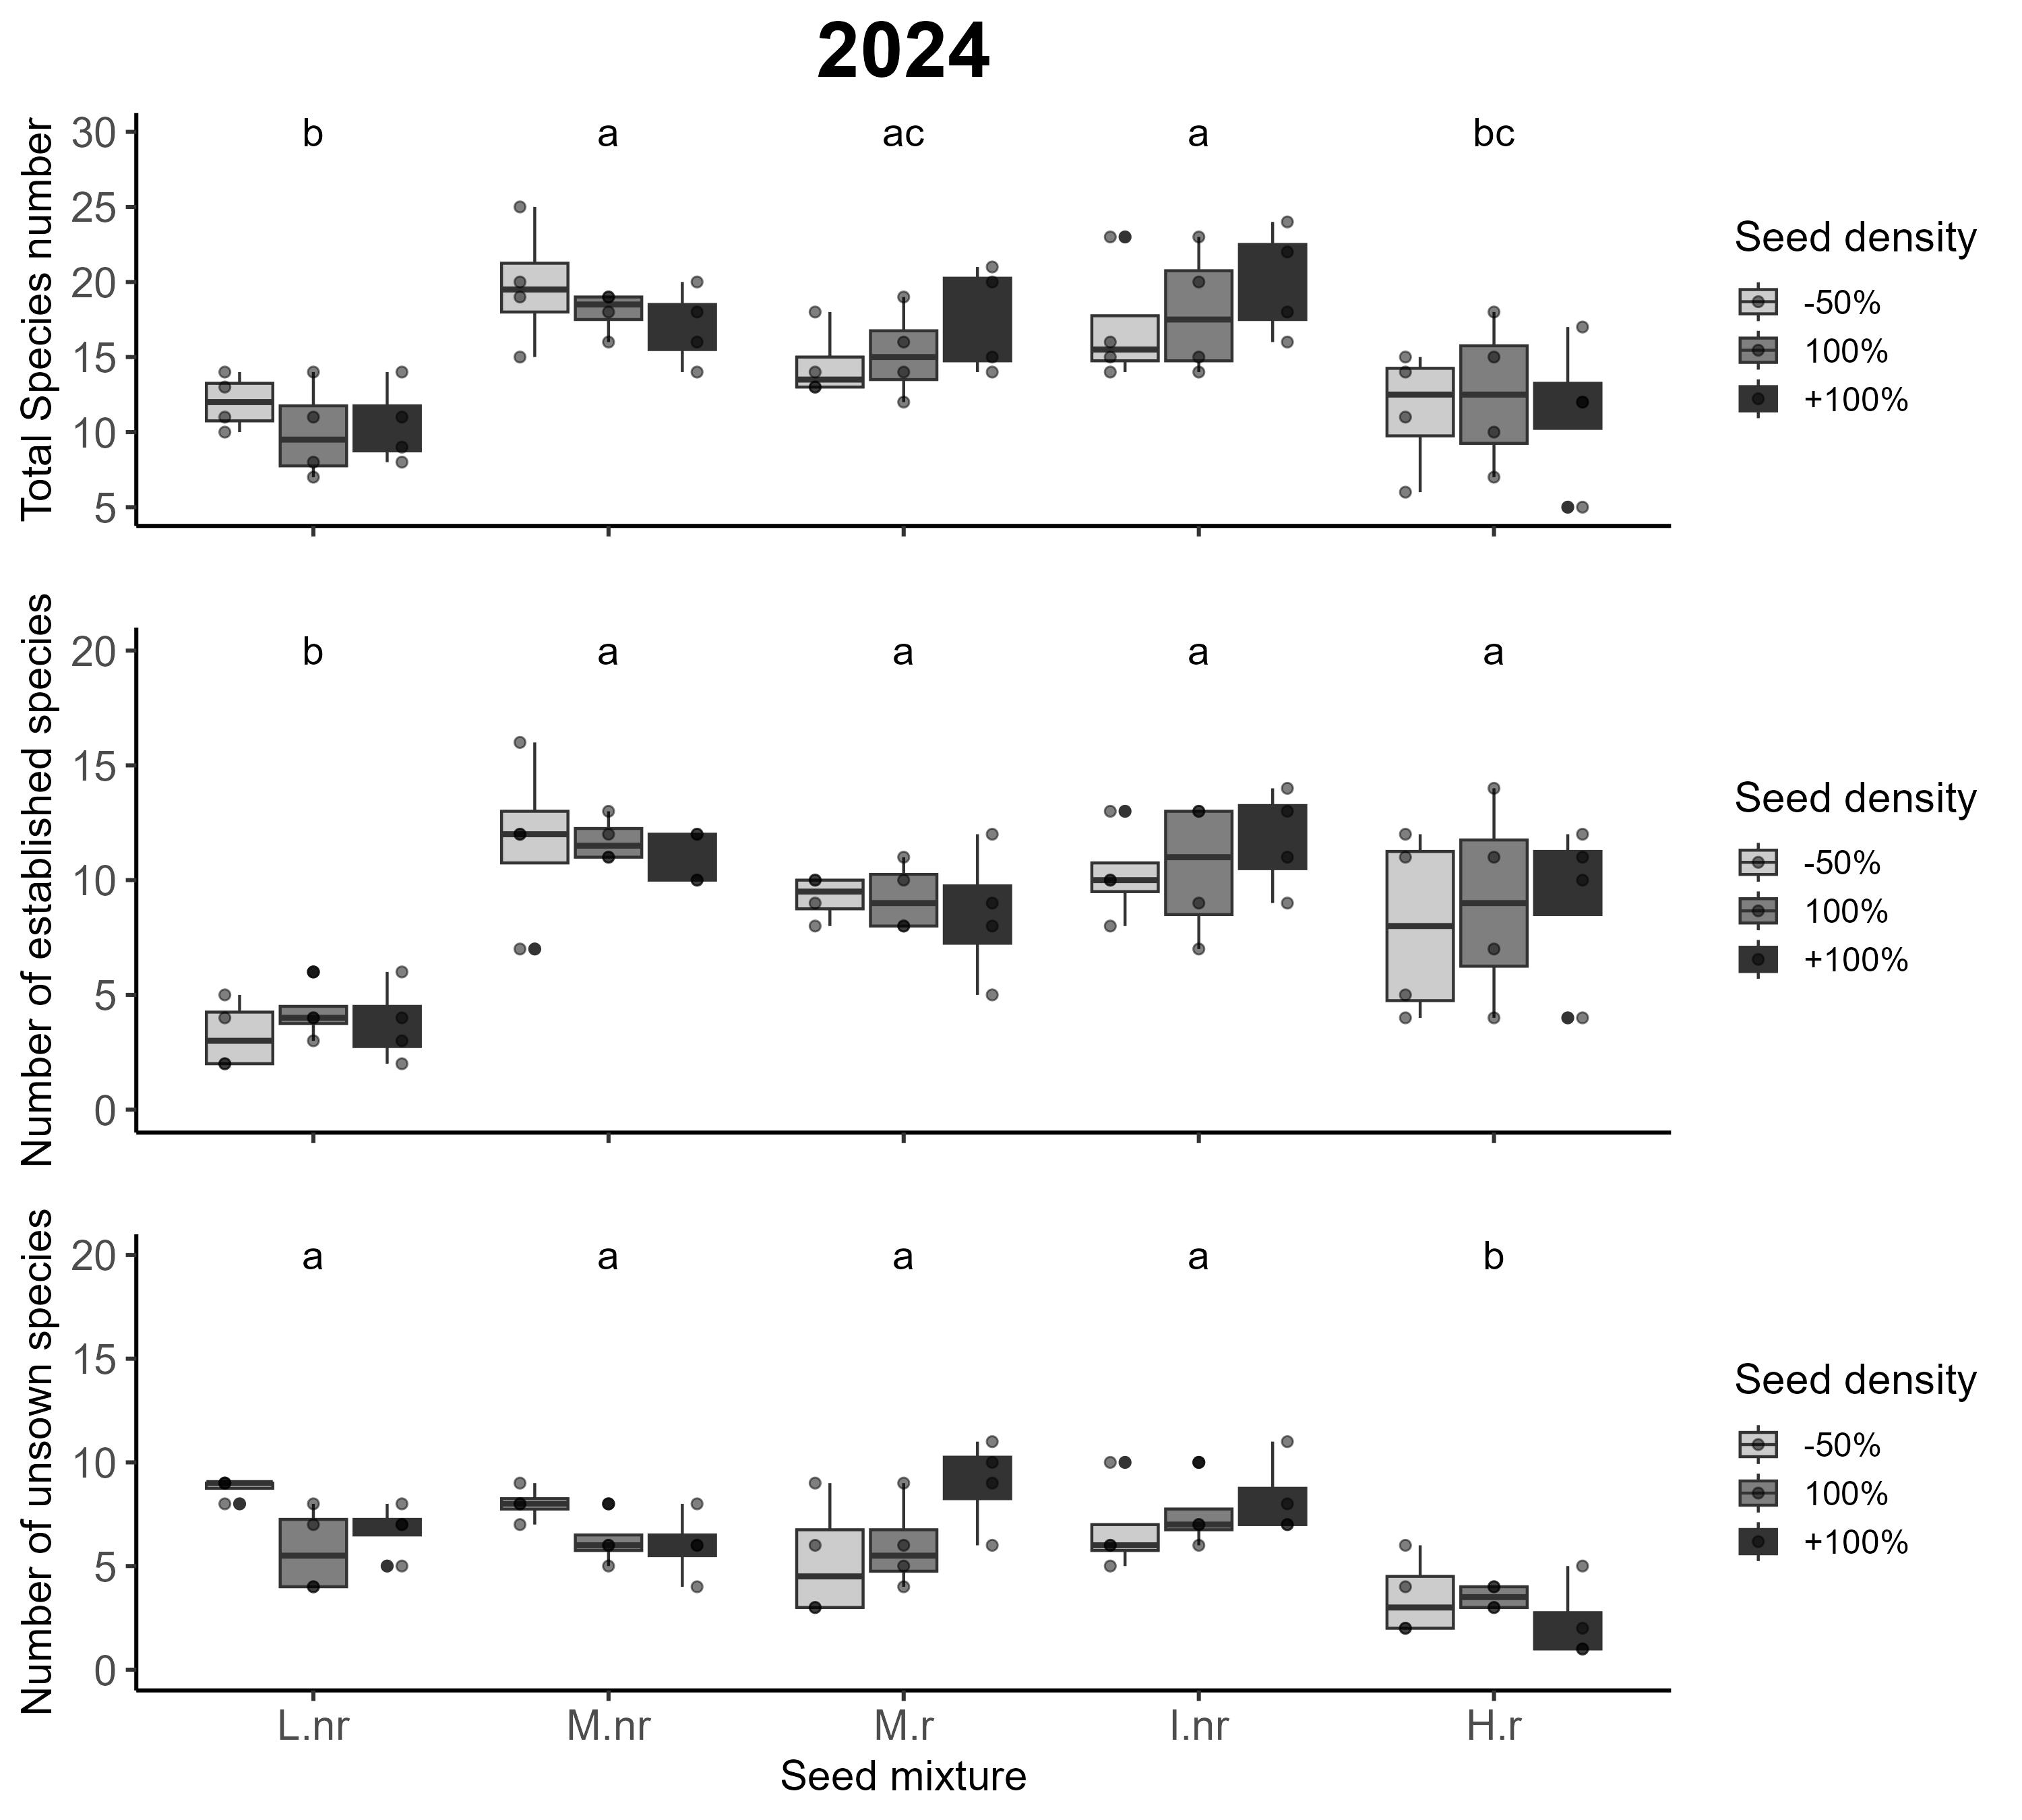 2024
Total Species number
30
25
20
15
10
5
b a ac a bc
Seed density
-50%
100%
+100%
Number of established species
20
15
10
5
0
b a a a a
Seed density
-50%
100%
+100%
Number of unsown species
20
15
10
5
0
a a a a b
Seed density
-50%
100%
+100%
L.nr M.nr M.r I.nr H.r
Seed mixture